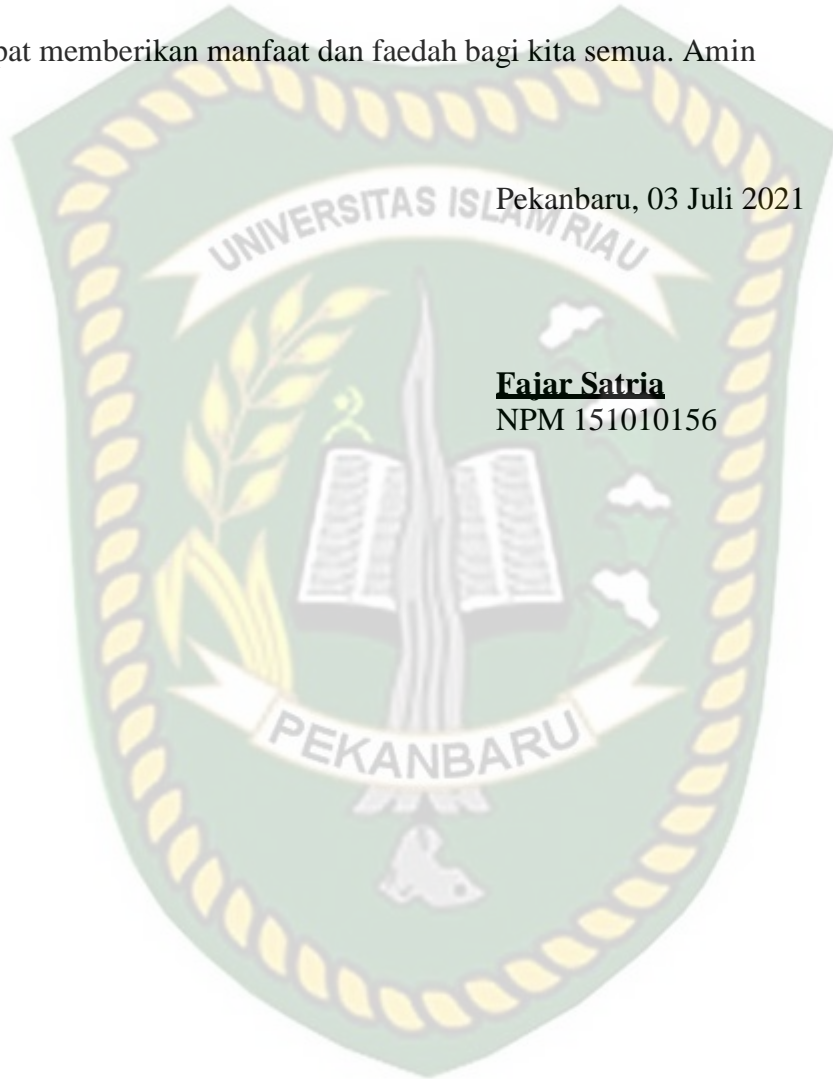 pat memberikan manfaat dan faedah bagi kita semua. Amin
Pekanbaru, 03 Juli 2021
UNIVERSITAS ISLAM RIAU
Fajar Satria
NPM 151010156
PEKANBARU